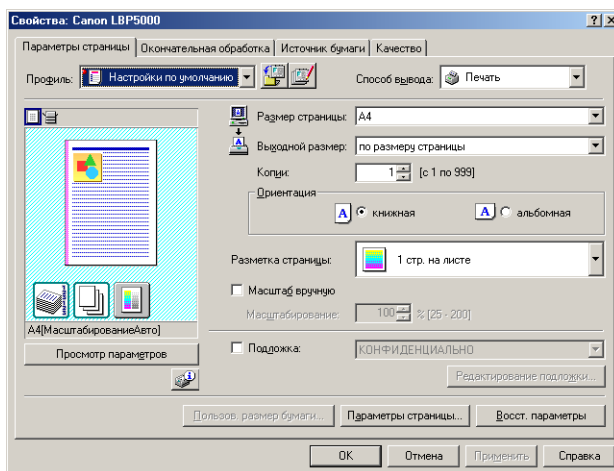 Свойства: Canon LBP5000
Параметры страницы Окончательная обработка Источник бумаги Качество
Профиль: Настройки по умолчанию Способ вывода: Печать
Размер страницы: A4
Выходной размер: по размеру страницы
Копии: 1 [с 1 по 999]
Ориентация
A книжная A альбомная
Разметка страницы: 1 стр. на листе
Масштаб вручную
Масштабирование: 100 % [25 - 200]
A4[МасштабированиеАвто]
Просмотр параметров
Подложка: КОНФИДЕНЦИАЛЬНО
Редактирование подложки...
Пользов. размер бумаги... Параметры страницы... Восст. параметры
OK Отмена Применить Справка